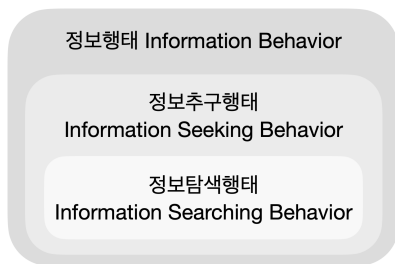 정보행태 Information Behavior
정보추구행태
Information Seeking Behavior
정보탐색행태
Information Searching Behavior